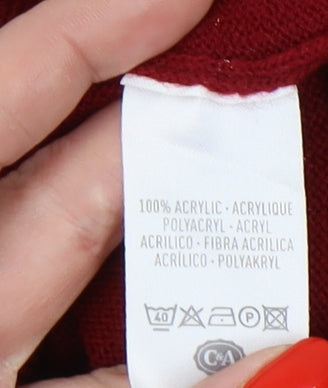 100% ACRYLIC · ACRYLIQUE
POLYACRYL · ACRYL
ACRILICO · FIBRA ACRILICA
ACRÍLICO · POLYAKRYL
40 P
C&A